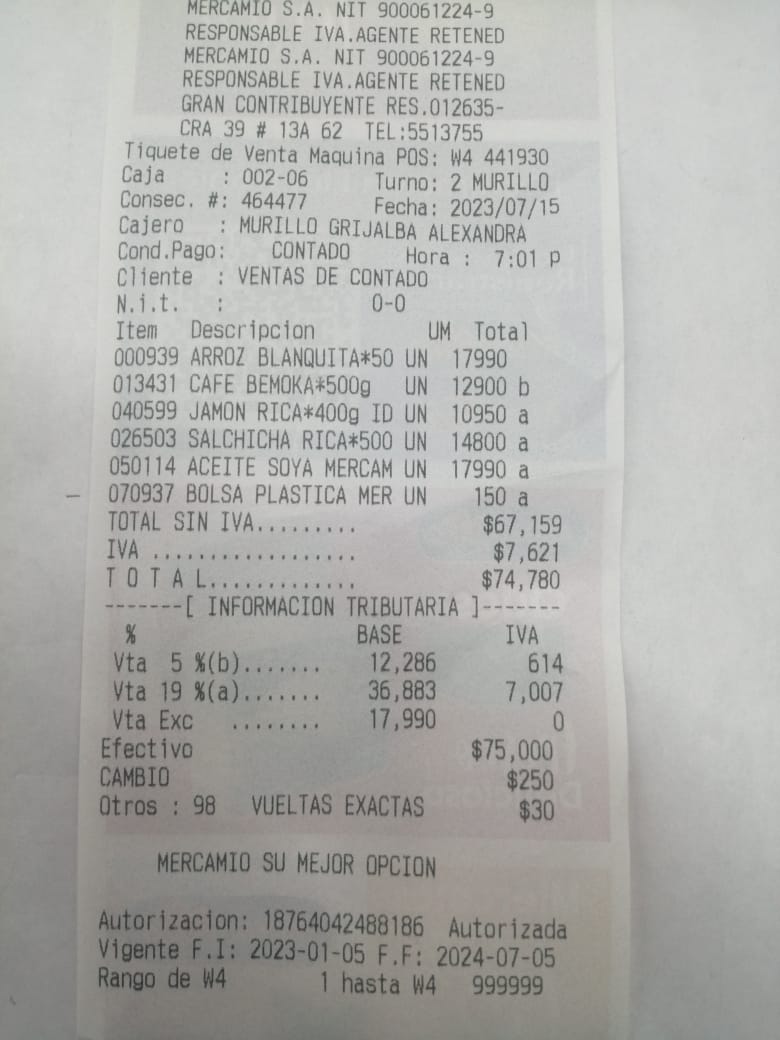 MERCAMIO S.A. NIT 900061224-9
RESPONSABLE IVA.AGENTE RETENED
MERCAMIO S.A. NIT 900061224-9
RESPONSABLE IVA.AGENTE RETENED
GRAN CONTRIBUYENTE RES.012635-
CRA 39 # 13A 62 TEL:5513755
Tiquete de Venta Maquina POS: W4 441930
Caja : 002-06 Turno: 2 MURILLO
Consec. #: 464477 Fecha: 2023/07/15
Cajero : MURILLO GRIJALBA ALEXANDRA
Cond.Pago: CONTADO Hora : 7:01 p
Cliente : VENTAS DE CONTADO
N.i.t. : 0-0
Item Descripcion UM Total
000939 ARROZ BLANQUITA*50 UN 17990
013431 CAFE BEMOKA*500g UN 12900 b
040599 JAMON RICA*400g ID UN 10950 a
026503 SALCHICHA RICA*500 UN 14800 a
050114 ACEITE SOYA MERCAM UN 17990 a
070937 BOLSA PLASTICA MER UN 150 a
TOTAL SIN IVA......... $67,159
IVA .................. $7,621
T O T A L............. $74,780
-------[ INFORMACION TRIBUTARIA ]-------
% BASE IVA
Vta 5 %(b)....... 12,286 614
Vta 19 %(a)....... 36,883 7,007
Vta Exc ........ 17,990 0
Efectivo $75,000
CAMBIO $250
Otros : 98 VUELTAS EXACTAS $30
MERCAMIO SU MEJOR OPCION
Autorizacion: 18764042488186 Autorizada
Vigente F.I: 2023-01-05 F.F: 2024-07-05
Rango de W4 1 hasta W4 999999